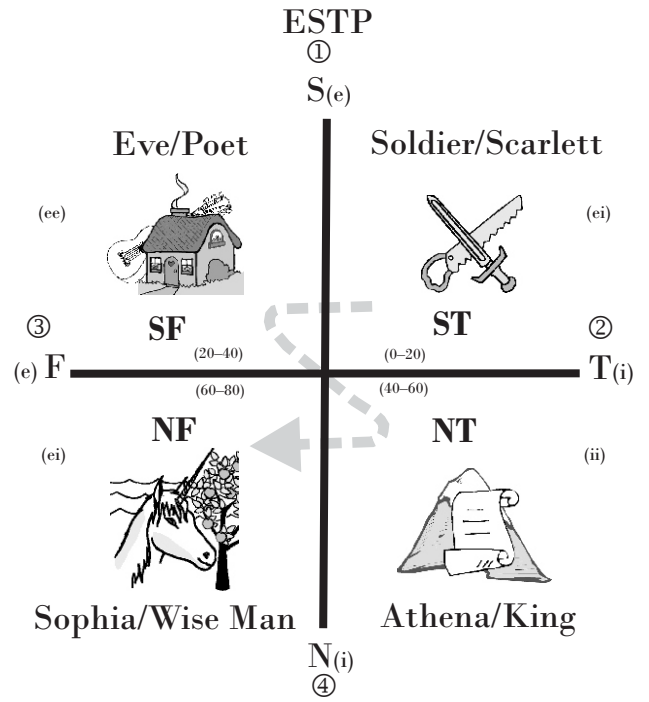 ESTP
①
S(e)
Eve/Poet
Soldier/Scarlett
(ee)
(ei)
③
SF
ST
②
(20–40)
(0–20)
(e) F
T(i)
(60–80)
(40–60)
NF
NT
(ei)
(ii)
Sophia/Wise Man
Athena/King
N(i)
④